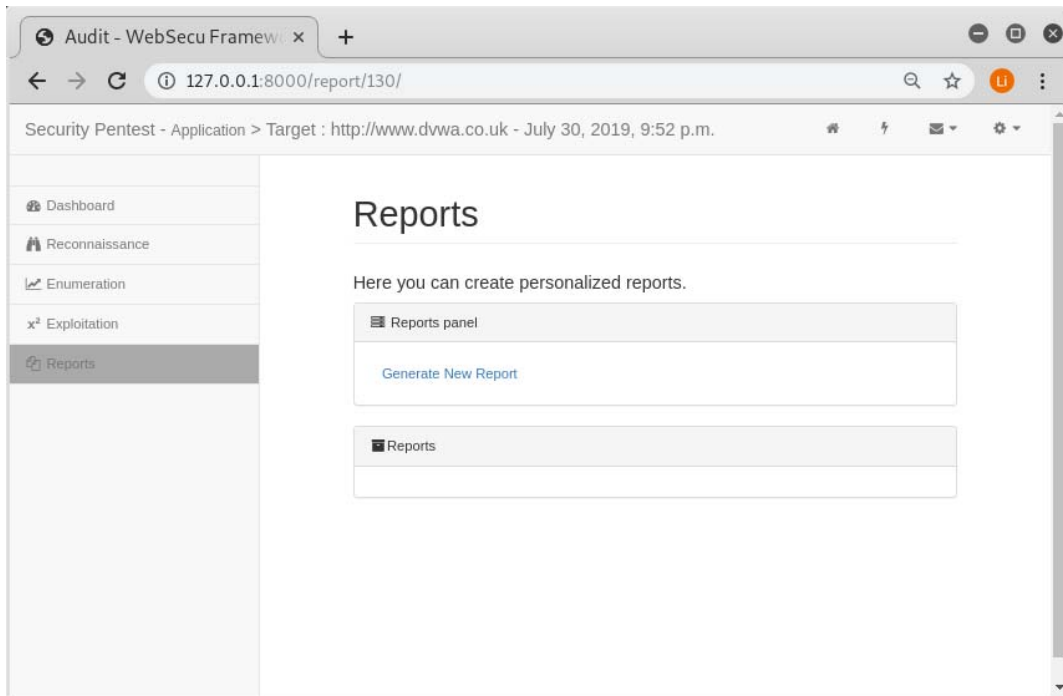 Audit - WebSecu Framew
127.0.0.1:8000/report/130/
Li
Security Pentest - Application > Target : http://www.dvwa.co.uk - July 30, 2019, 9:52 p.m.
Dashboard
Reconnaissance
Enumeration
x² Exploitation
Reports
Reports
Here you can create personalized reports.
Reports panel
Generate New Report
Reports